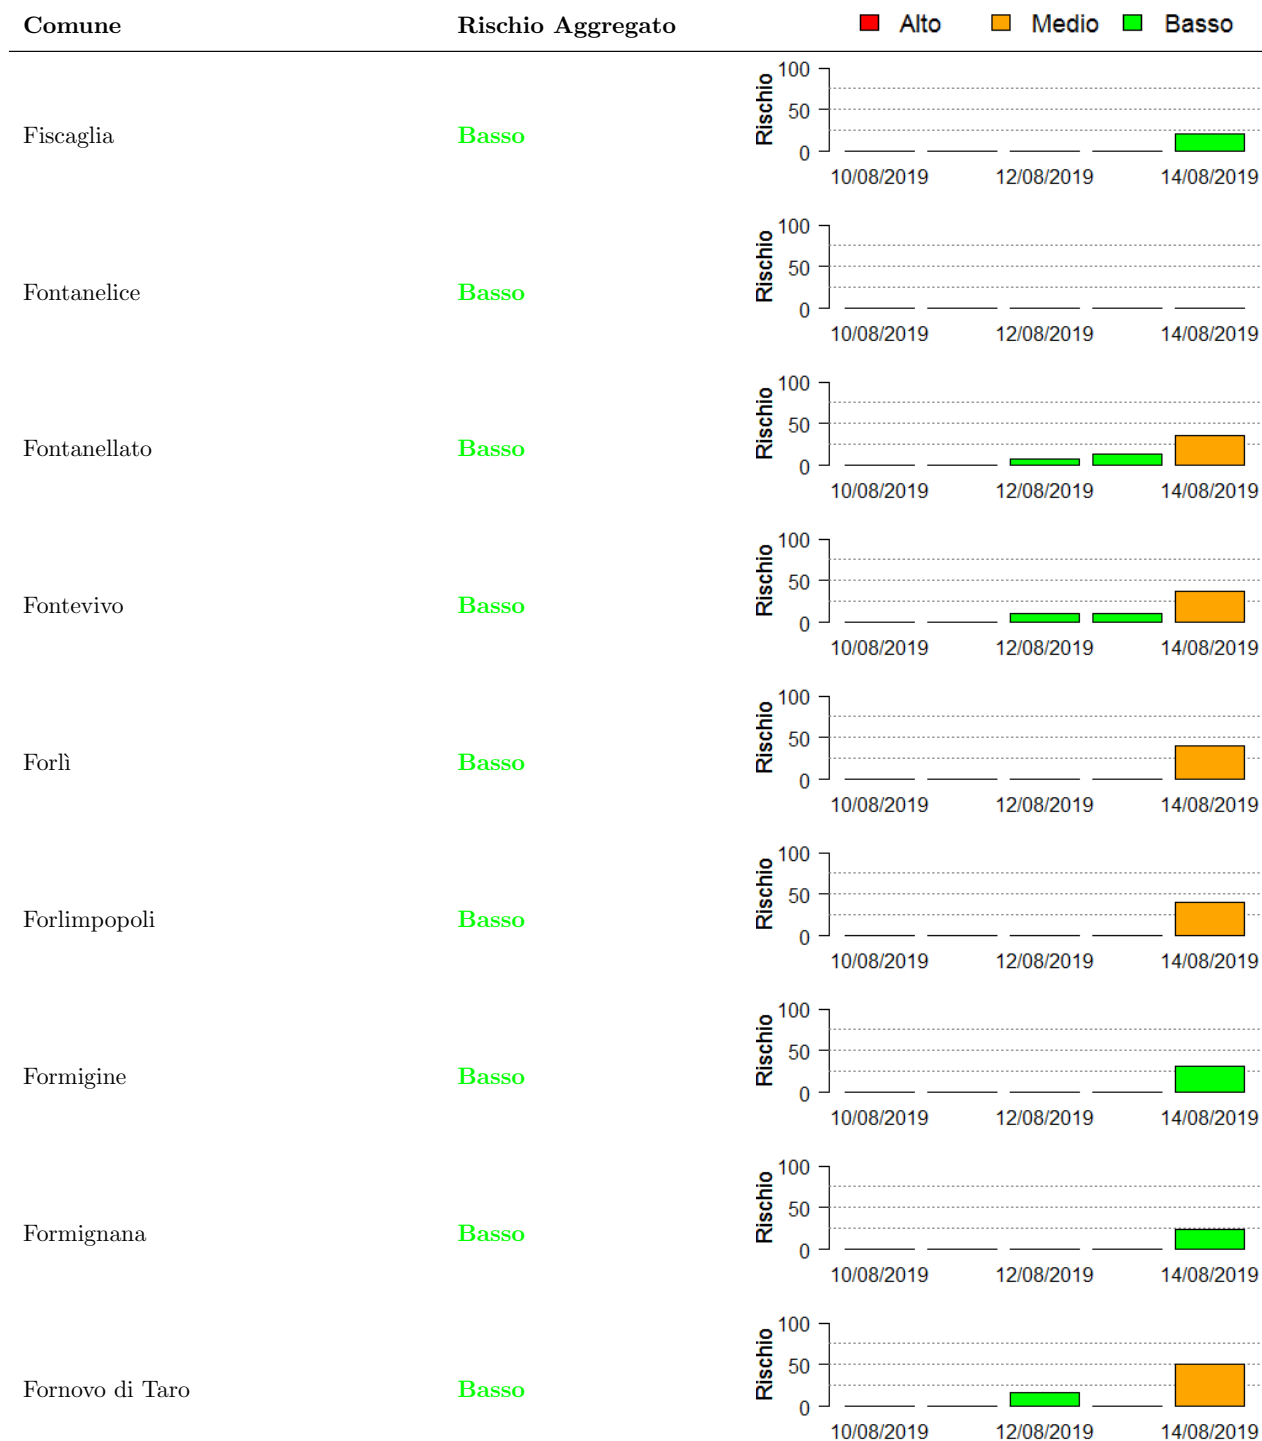 Comune Rischio Aggregato Alto Medio Basso
Fiscaglia Basso Rischio 100 50 0
10/08/2019 12/08/2019 14/08/2019
Fontanelice Basso Rischio 100 50 0
10/08/2019 12/08/2019 14/08/2019
Fontanellato Basso Rischio 100 50 0
10/08/2019 12/08/2019 14/08/2019
Fontevivo Basso Rischio 100 50 0
10/08/2019 12/08/2019 14/08/2019
Forlì Basso Rischio 100 50 0
10/08/2019 12/08/2019 14/08/2019
Forlimpopoli Basso Rischio 100 50 0
10/08/2019 12/08/2019 14/08/2019
Formigine Basso Rischio 100 50 0
10/08/2019 12/08/2019 14/08/2019
Formignana Basso Rischio 100 50 0
10/08/2019 12/08/2019 14/08/2019
Fornovo di Taro Basso Rischio 100 50 0
10/08/2019 12/08/2019 14/08/2019